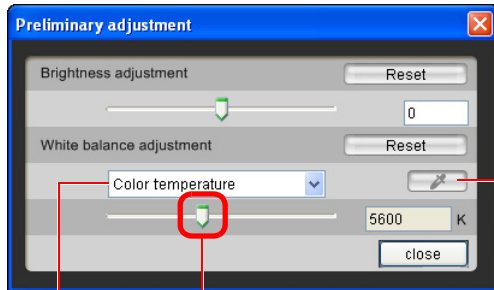 Preliminary adjustment
Brightness adjustment Reset
0
White balance adjustment Reset
Color temperature
5600 K
close